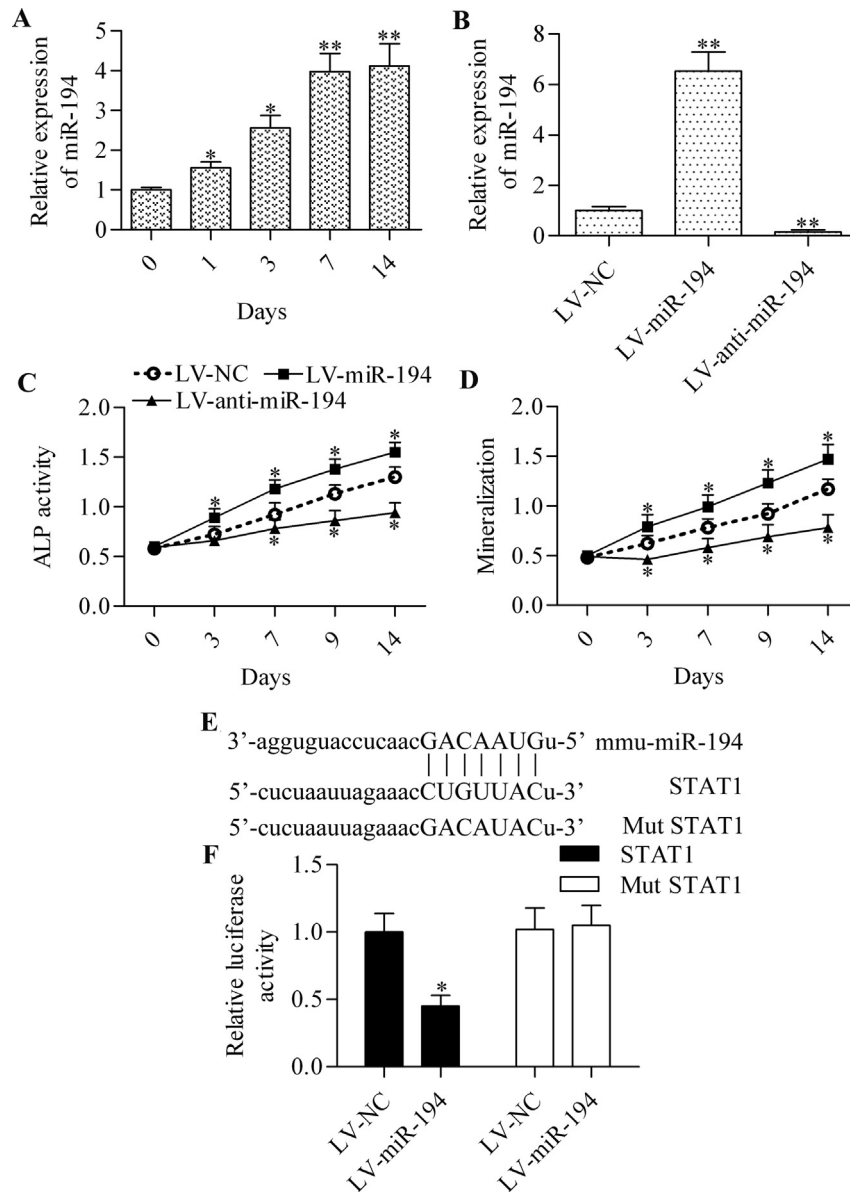 A
Relative expression
of miR-194
5
4
3
2
1
0
*
*
**
**
0
1
3
7
14
Days
B
Relative expression
of miR-194
8
6
4
2
0
**
**
LV-NC
LV-miR-194
LV-anti-miR-194
C
LV-NC
LV-miR-194
LV-anti-miR-194
ALP activity
2.0
1.5
1.0
0.5
0.0
*
*
*
*
*
*
*
0
3
7
9
14
Days
D
Mineralization
2.0
1.5
1.0
0.5
0.0
*
*
*
*
*
*
*
*
0
3
7
9
14
Days
E
3’-agguguaccucaacGACAAUGu-5’ mmu-miR-194
5’-cucuaauuagaaacCUGUUACu-3’ STAT1
5’-cucuaauuagaaacGACAUACu-3’ Mut STAT1
F
STAT1
Mut STAT1
Relative luciferase
activity
1.5
1.0
0.5
0.0
*
LV-NC
LV-miR-194
LV-NC
LV-miR-194